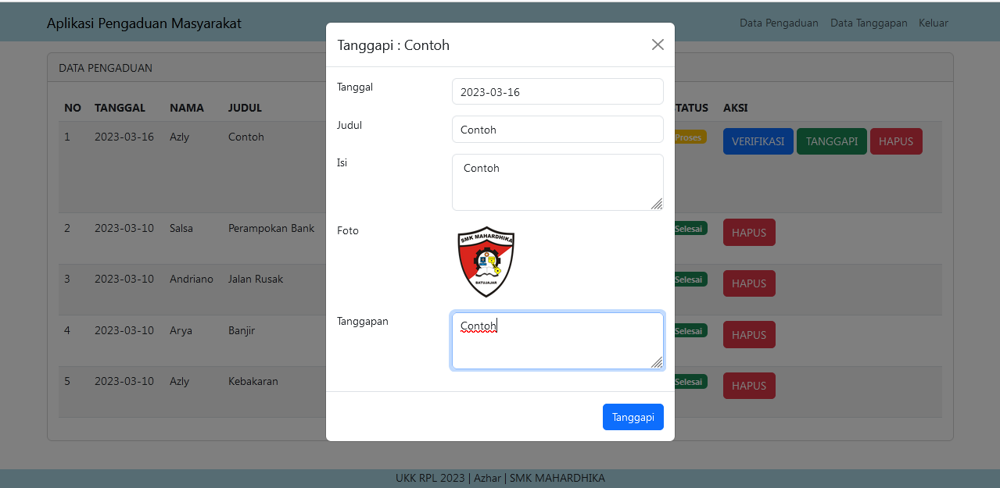 Aplikasi Pengaduan Masyarakat
Data Pengaduan Data Tanggapan Keluar
Tanggapi : Contoh
Tanggal
2023-03-16
Judul
Contoh
Isi
Contoh
Foto
SMK MAHARDHIKA
BATUJAJAR
Tanggapan
Contoh
Tanggapi
DATA PENGADUAN
NO TANGGAL NAMA JUDUL AKSI
1 2023-03-16 Azly Contoh Proses VERIFIKASI TANGGAPI HAPUS
2 2023-03-10 Salsa Perampokan Bank Selesai HAPUS
3 2023-03-10 Andriano Jalan Rusak Selesai HAPUS
4 2023-03-10 Arya Banjir Selesai HAPUS
5 2023-03-10 Azly Kebakaran Selesai HAPUS
UKK RPL 2023 | Azhar | SMK MAHARDHIKA